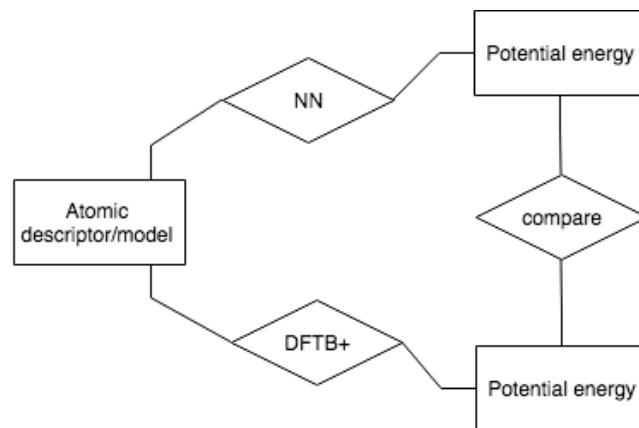 Potential energy
NN
Atomic
descriptor/model
compare
DFTB+
Potential energy